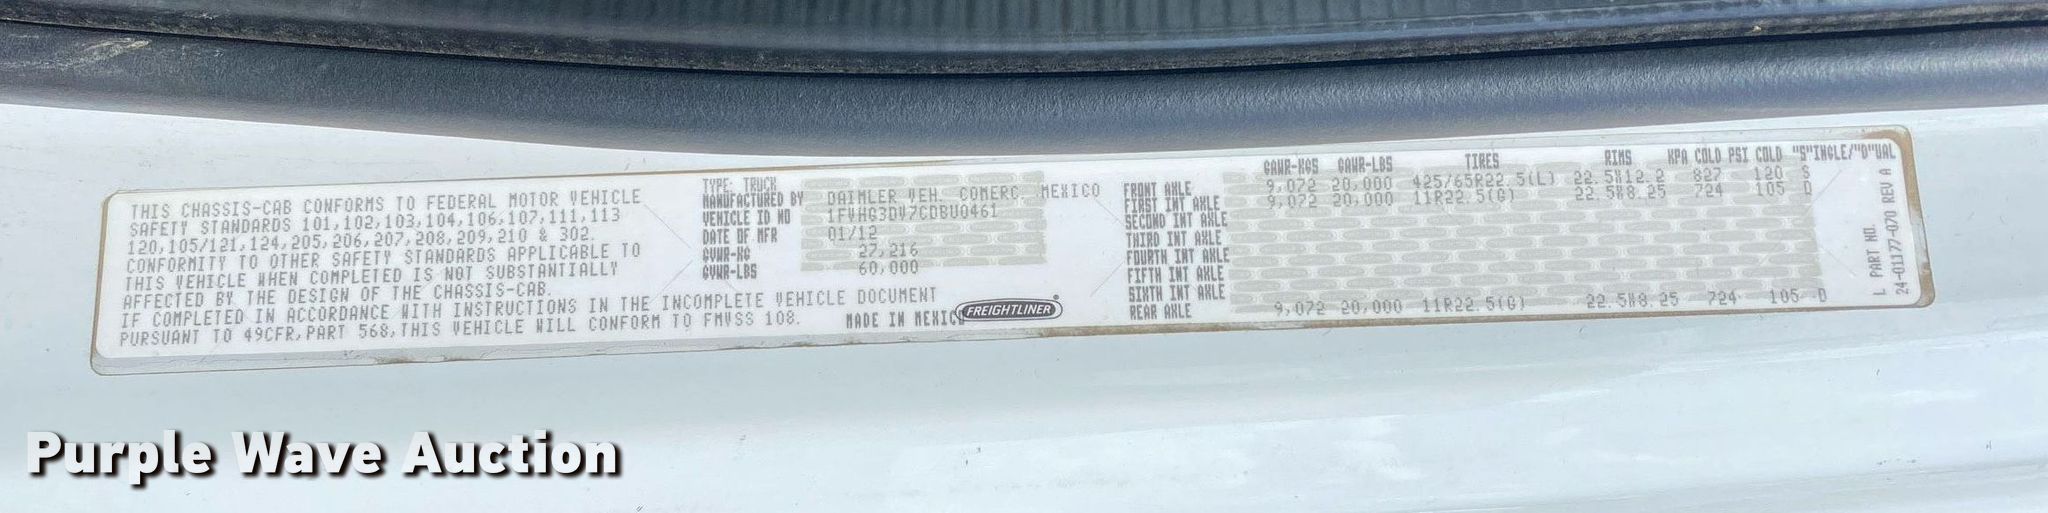 THIS CHASSIS-CAB CONFORMS TO FEDERAL MOTOR VEHICLE
SAFETY STANDARDS 101,102,103,104,106,107,111,113
120,105/121,124,205,206,207,208,209,210 & 302.
CONFORMITY TO OTHER SAFETY STANDARDS APPLICABLE TO
THIS VEHICLE WHEN COMPLETED IS NOT SUBSTANTIALLY
AFFECTED BY THE DESIGN OF THE CHASSIS-CAB.
IF COMPLETED IN ACCORDANCE WITH INSTRUCTIONS IN THE INCOMPLETE VEHICLE DOCUMENT
PURSUANT TO 49CFR,PART 568,THIS VEHICLE WILL CONFORM TO FMVSS 108.
TYPE: TRUCK
MANUFACTURED BY DAIMLER VEH. COMERC. MEXICO
VEHICLE ID NO 1FVHG3DV7CDBU0461
DATE OF MFR 01/12
GVWR-KG 27,216
GVWR-LBS 60,000
MADE IN MEXICO
FREIGHTLINER®
GAWR-KGS GAWR-LBS TIRES RIMS KPA COLD PSI COLD "S"INGLE/"D"UAL
FRONT AXLE 9,072 20,000 425/65R22.5(L) 22.5X12.2 827 120 S
FIRST INT AXLE 9,072 20,000 11R22.5(G) 22.5X8.25 724 105 D
SECOND INT AXLE
THIRD INT AXLE
FOURTH INT AXLE
FIFTH INT AXLE
SIXTH INT AXLE
REAR AXLE 9,072 20,000 11R22.5(G) 22.5X8.25 724 105 D
L PART NO.
24-01177-070 REV A
Purple Wave Auction